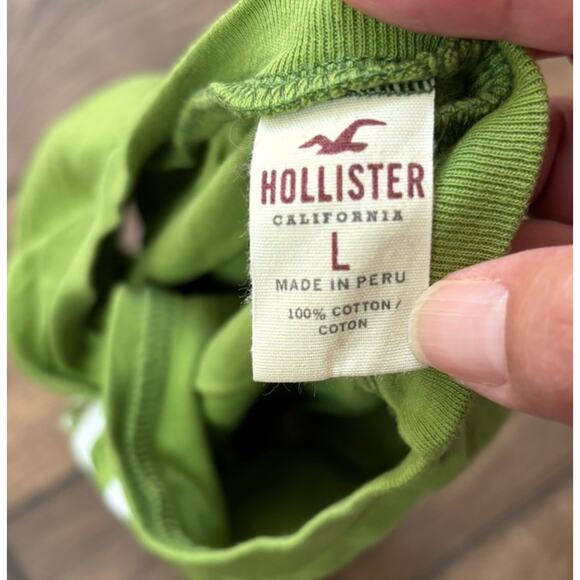 HOLLISTER
CALIFORNIA
L
MADE IN PERU
100% COTTON /
COTON